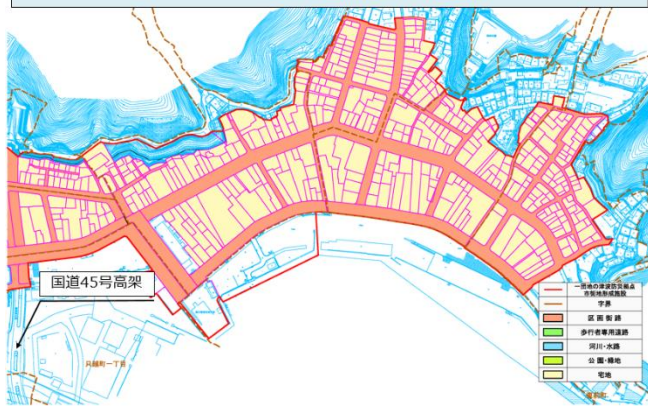 国道45号高架
一団地の津波防災拠点
市街地形成施設
字界
区画街路
歩行者専用道路
河川・水路
公園・緑地
宅地